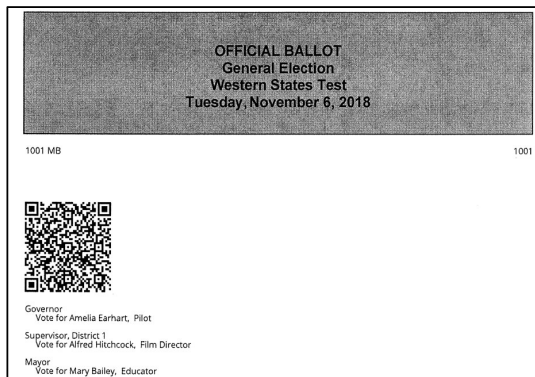 OFFICIAL BALLOT
General Election
Western States Test
Tuesday, November 6, 2018
1001 MB 1001
Governor
Vote for Amelia Earhart, Pilot
Supervisor, District 1
Vote for Alfred Hitchcock, Film Director
Mayor
Vote for Mary Bailey, Educator